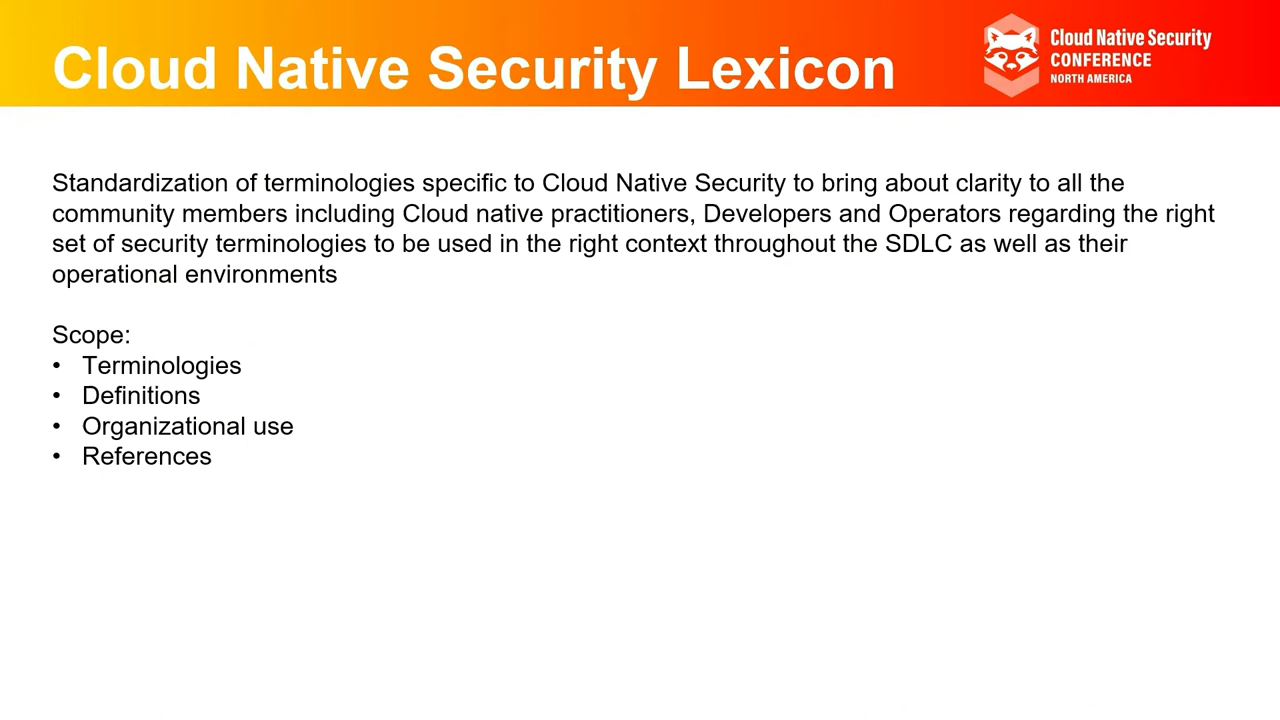 Cloud Native Security Lexicon
Cloud Native Security
CONFERENCE
NORTH AMERICA
Standardization of terminologies specific to Cloud Native Security to bring about clarity to all the
community members including Cloud native practitioners, Developers and Operators regarding the right
set of security terminologies to be used in the right context throughout the SDLC as well as their
operational environments
Scope:
• Terminologies
• Definitions
• Organizational use
• References